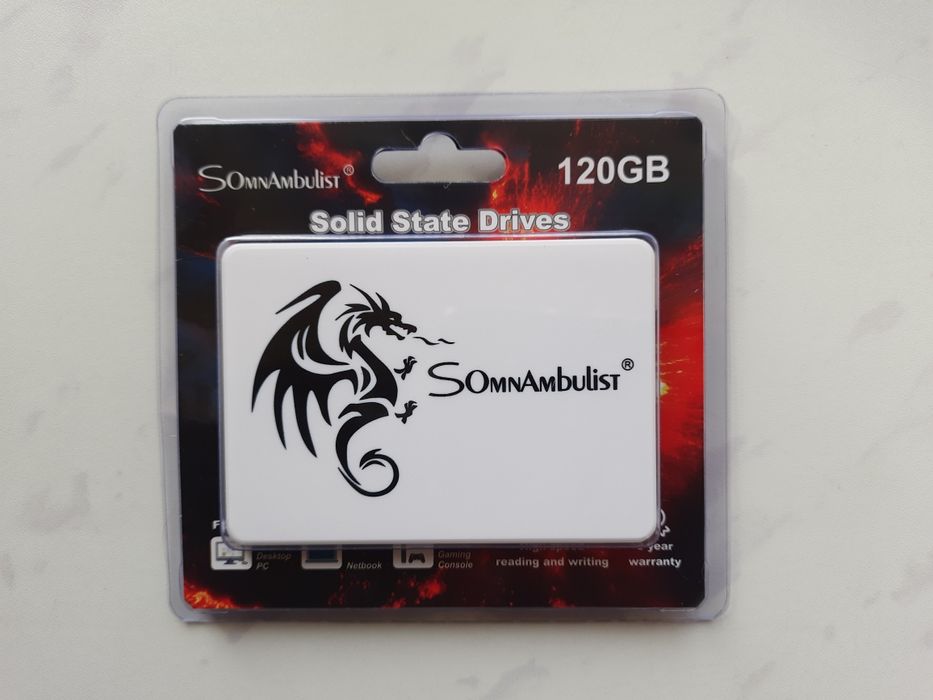 SOMNAMBULIST®
120GB
Solid State Drives
SOMNAMBULIST®
Desktop
PC
Netbook
Gaming
Console
reading and writing
year
warranty